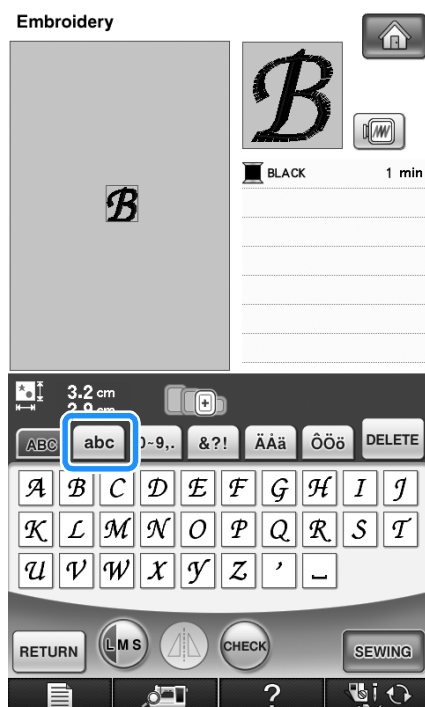 Embroidery
B
BLACK 1 min
B
3.2 cm
2.9 cm
ABC abc 0~9,. &?! ÄÅä ÔÖö DELETE
A B C D E F G H I J
K L M N O P Q R S T
U V W X Y Z ’ ⎵
RETURN L M S CHECK SEWING
? i